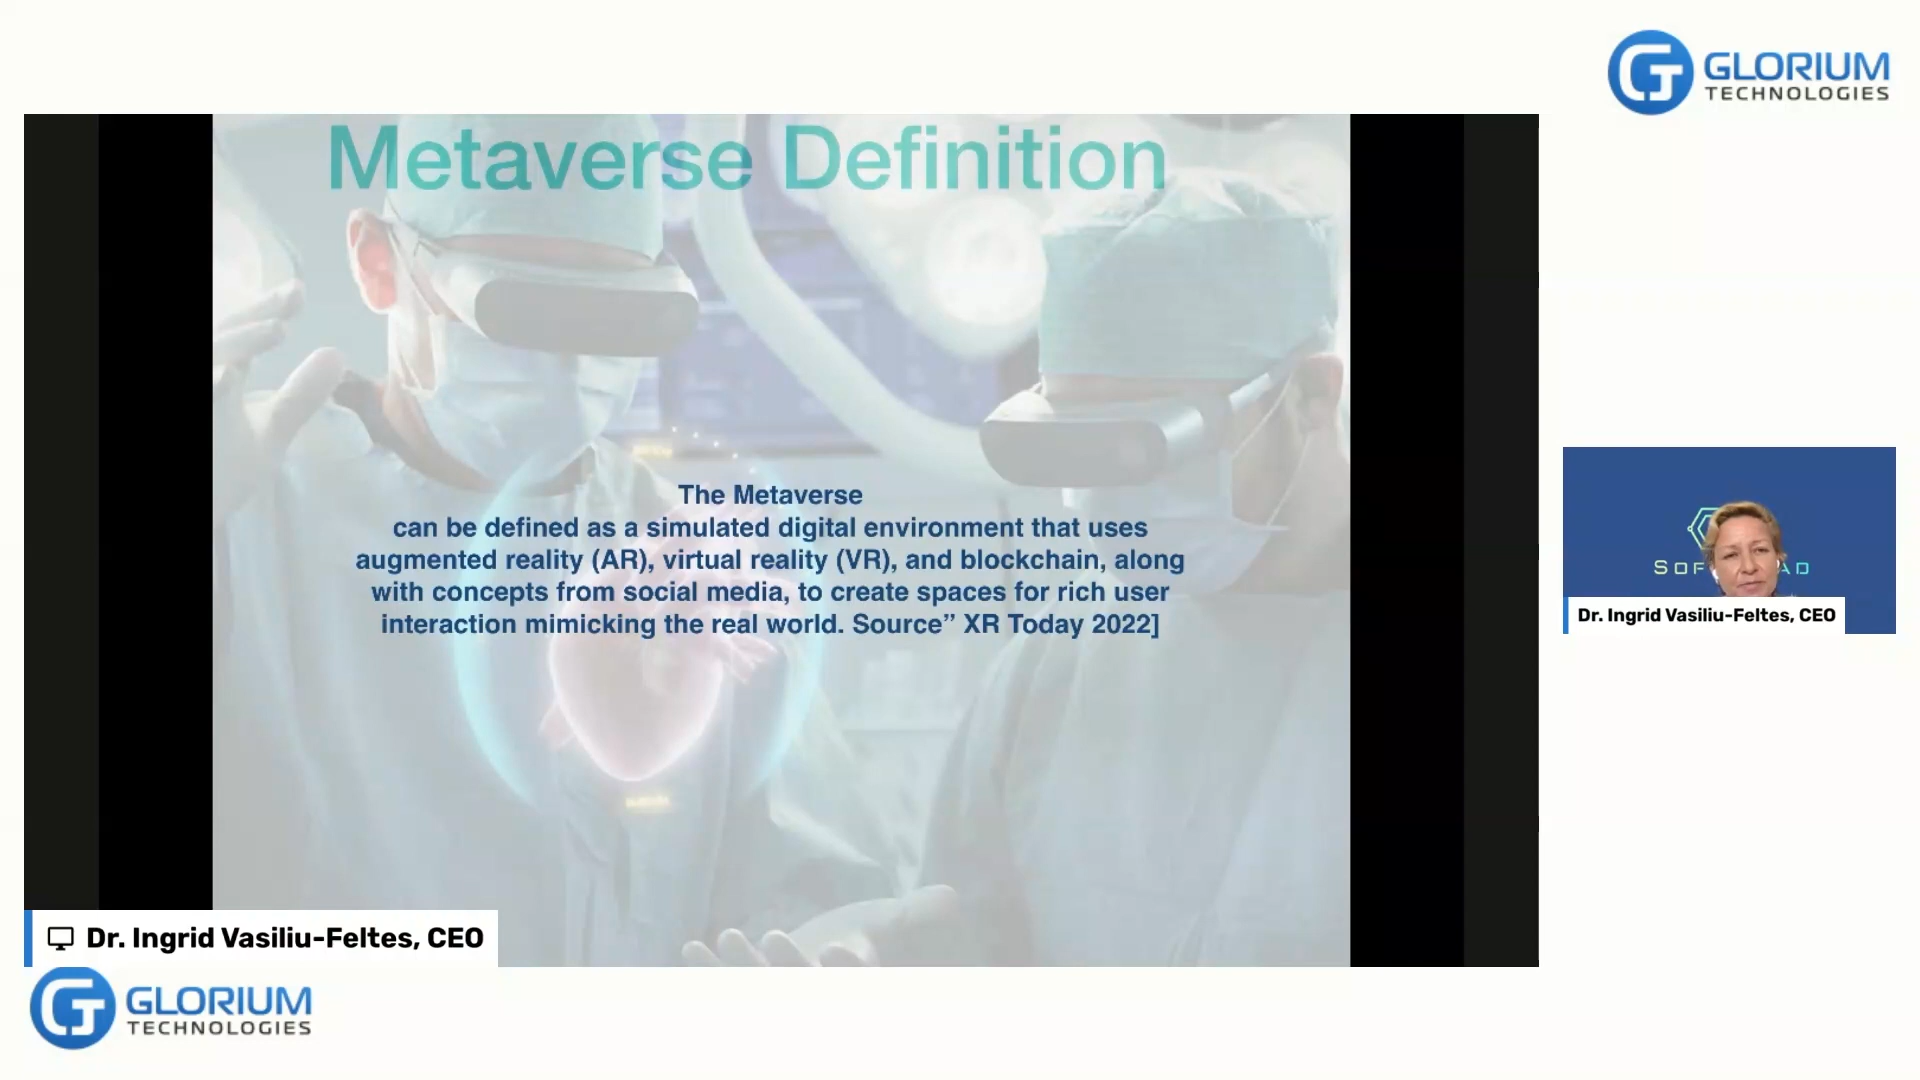 GLORIUM
TECHNOLOGIES
Metaverse Definition
The Metaverse
can be defined as a simulated digital environment that uses
augmented reality (AR), virtual reality (VR), and blockchain, along
with concepts from social media, to create spaces for rich user
interaction mimicking the real world. Source” XR Today 2022]
Dr. Ingrid Vasiliu-Feltes, CEO
Dr. Ingrid Vasiliu-Feltes, CEO
GLORIUM
TECHNOLOGIES